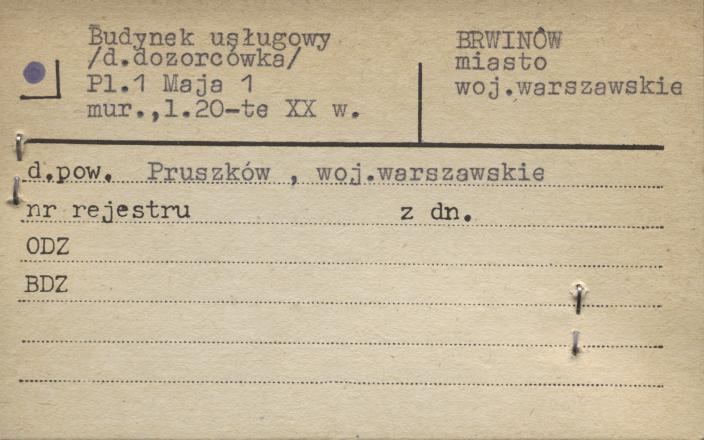 Budynek usługowy
/d.dozorcówka/
Pl.1 Maja 1
mur.,l.20-te XX w.
BRWINÓW
miasto
woj.warszawskie
d.pow. Pruszków , woj.warszawskie
nr rejestru z dn.
ODZ
BDZ